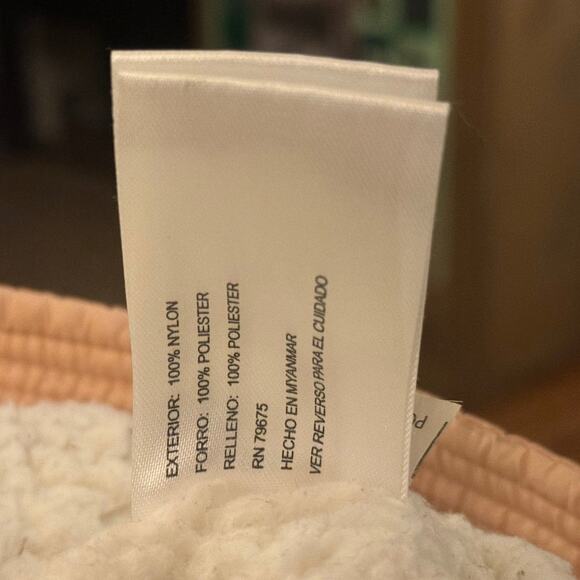 EXTERIOR: 100% NYLON
FORRO: 100% POLIESTER
RELLENO: 100% POLIESTER
RN 79675
HECHO EN MYANMAR
VER REVERSO PARA EL CUIDADO